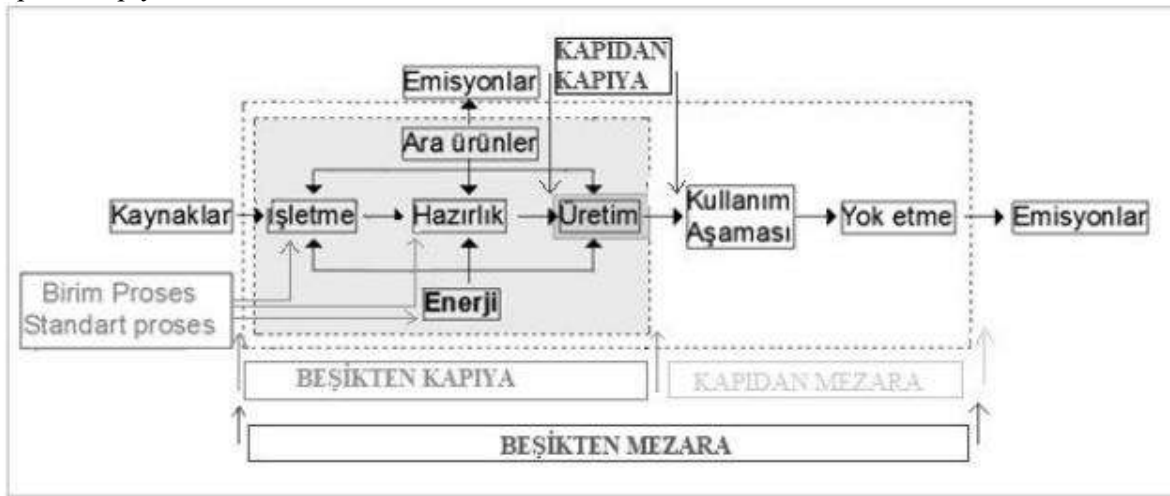 KAPIDAN
KAPIYA
Emisyonlar
Ara ürünler
Kaynaklar
işletme
Hazırlık
Üretim
Kullanım
Aşaması
Yok etme
Emisyonlar
Birim Proses
Standart proses
Enerji
BEŞİKTEN KAPIYA
KAPIDAN MEZARA
BEŞİKTEN MEZARA